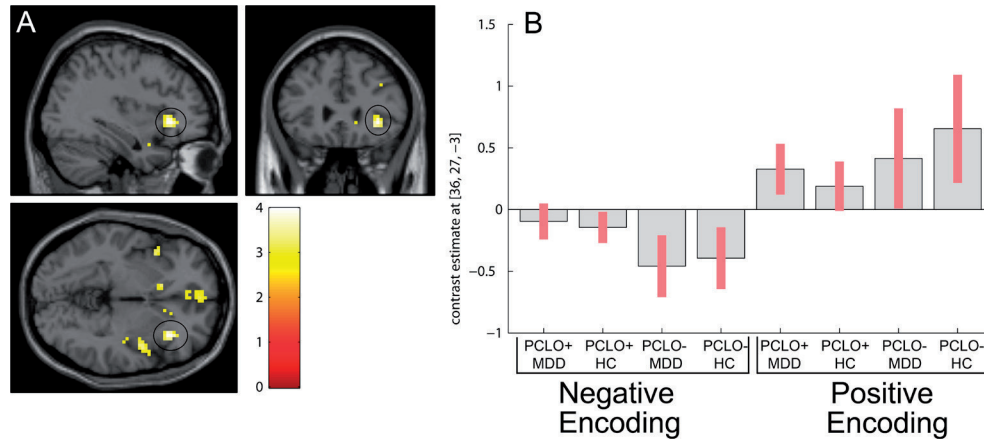 A
4
3
2
1
0
B
contrast estimate at [36, 27, −3]
1.5
1
0.5
0
−0.5
−1
PCLO+ PCLO+ PCLO- PCLO- PCLO+ PCLO+ PCLO- PCLO-
MDD HC MDD HC MDD HC MDD HC
Negative Positive
Encoding Encoding